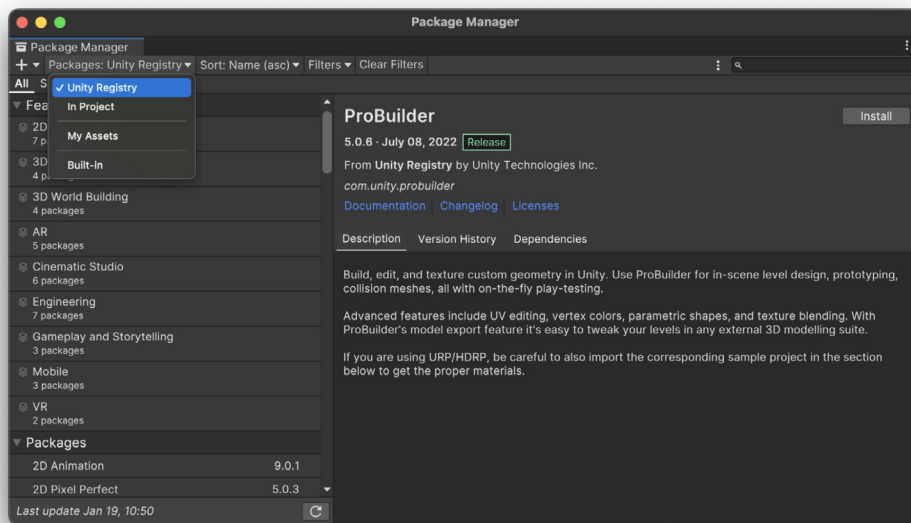 Package Manager
Package Manager
+ Packages: Unity Registry Sort: Name (asc) Filters Clear Filters
All S
✓ Unity Registry
In Project
My Assets
Built-in
Fea
2D
7 p
3D
4 p
3D World Building
4 packages
AR
5 packages
Cinematic Studio
6 packages
Engineering
7 packages
Gameplay and Storytelling
3 packages
Mobile
3 packages
VR
2 packages
Packages
2D Animation 9.0.1
2D Pixel Perfect 5.0.3
Last update Jan 19, 10:50
ProBuilder
Install
5.0.6 · July 08, 2022 Release
From Unity Registry by Unity Technologies Inc.
com.unity.probuilder
Documentation Changelog Licenses
Description Version History Dependencies
Build, edit, and texture custom geometry in Unity. Use ProBuilder for in-scene level design, prototyping,
collision meshes, all with on-the-fly play-testing.
Advanced features include UV editing, vertex colors, parametric shapes, and texture blending. With
ProBuilder's model export feature it's easy to tweak your levels in any external 3D modelling suite.
If you are using URP/HDRP, be careful to also import the corresponding sample project in the section
below to get the proper materials.